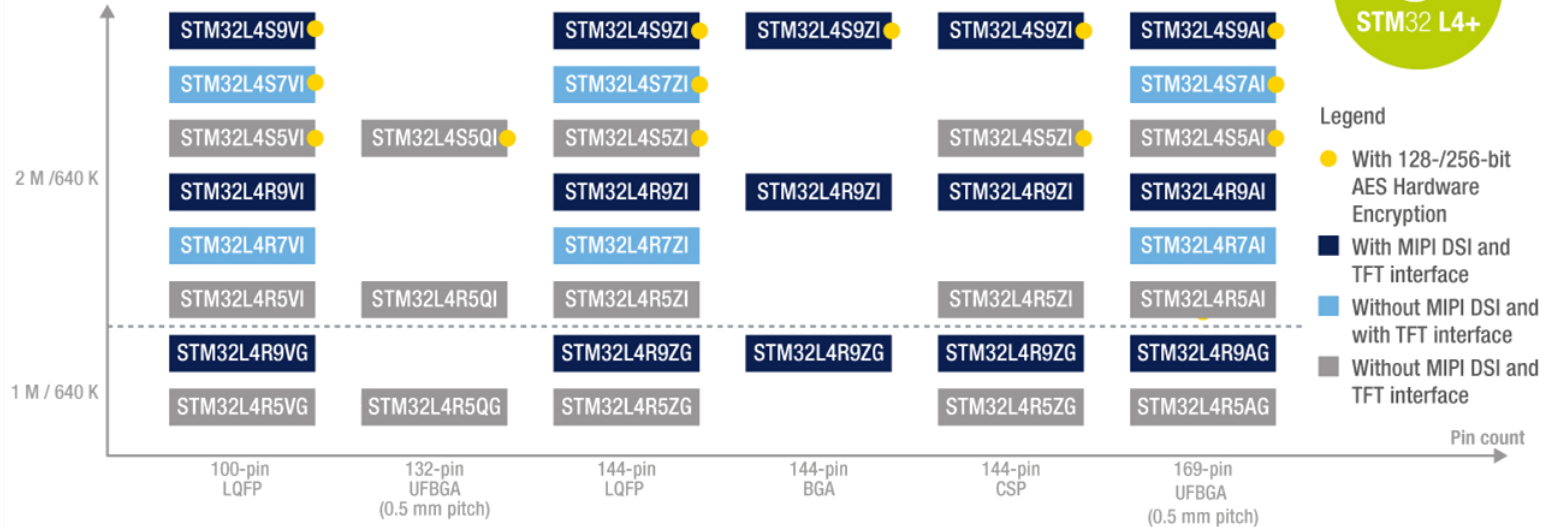 STM32L4S9VI STM32L4S9ZI STM32L4S9ZI STM32L4S9ZI STM32L4S9AI
STM32 L4+
STM32L4S7VI STM32L4S7ZI STM32L4S7AI
Legend
STM32L4S5VI STM32L4S5QI STM32L4S5ZI STM32L4S5ZI STM32L4S5AI
With 128-/256-bit
AES Hardware
Encryption
2 M /640 K
STM32L4R9VI STM32L4R9ZI STM32L4R9ZI STM32L4R9ZI STM32L4R9AI
With MIPI DSI and
TFT interface
STM32L4R7VI STM32L4R7ZI STM32L4R7AI
Without MIPI DSI and
with TFT interface
STM32L4R5VI STM32L4R5QI STM32L4R5ZI STM32L4R5ZI STM32L4R5AI
Without MIPI DSI and
TFT interface
STM32L4R9VG STM32L4R9ZG STM32L4R9ZG STM32L4R9ZG STM32L4R9AG
1 M / 640 K
STM32L4R5VG STM32L4R5QG STM32L4R5ZG STM32L4R5ZG STM32L4R5AG
Pin count
100-pin
LQFP
132-pin
UFBGA
(0.5 mm pitch)
144-pin
LQFP
144-pin
BGA
144-pin
CSP
169-pin
UFBGA
(0.5 mm pitch)